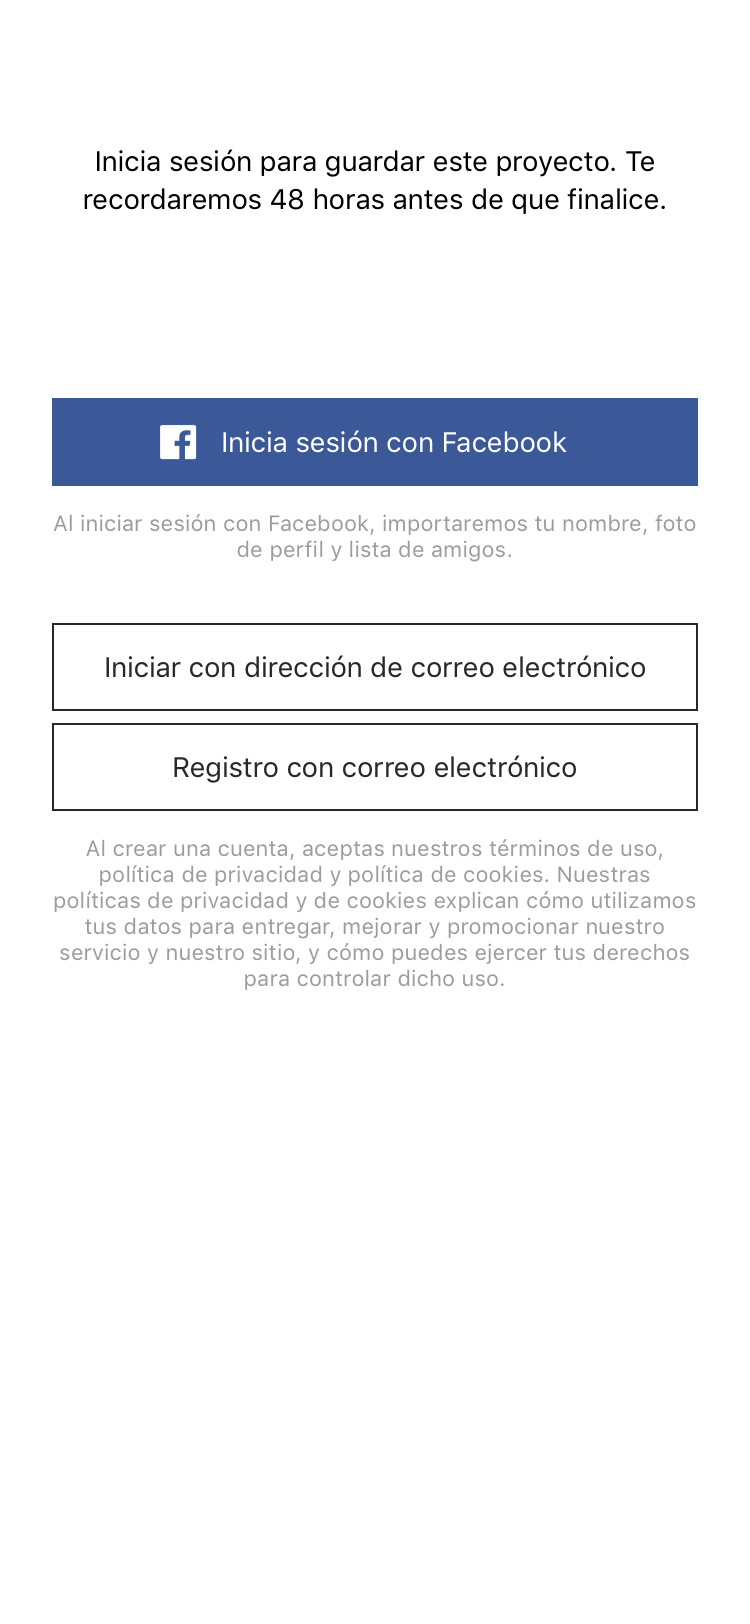 Inicia sesión para guardar este proyecto. Te
recordaremos 48 horas antes de que finalice.
Inicia sesión con Facebook
Al iniciar sesión con Facebook, importaremos tu nombre, foto
de perfil y lista de amigos.
Iniciar con dirección de correo electrónico
Registro con correo electrónico
Al crear una cuenta, aceptas nuestros términos de uso,
política de privacidad y política de cookies. Nuestras
políticas de privacidad y de cookies explican cómo utilizamos
tus datos para entregar, mejorar y promocionar nuestro
servicio y nuestro sitio, y cómo puedes ejercer tus derechos
para controlar dicho uso.